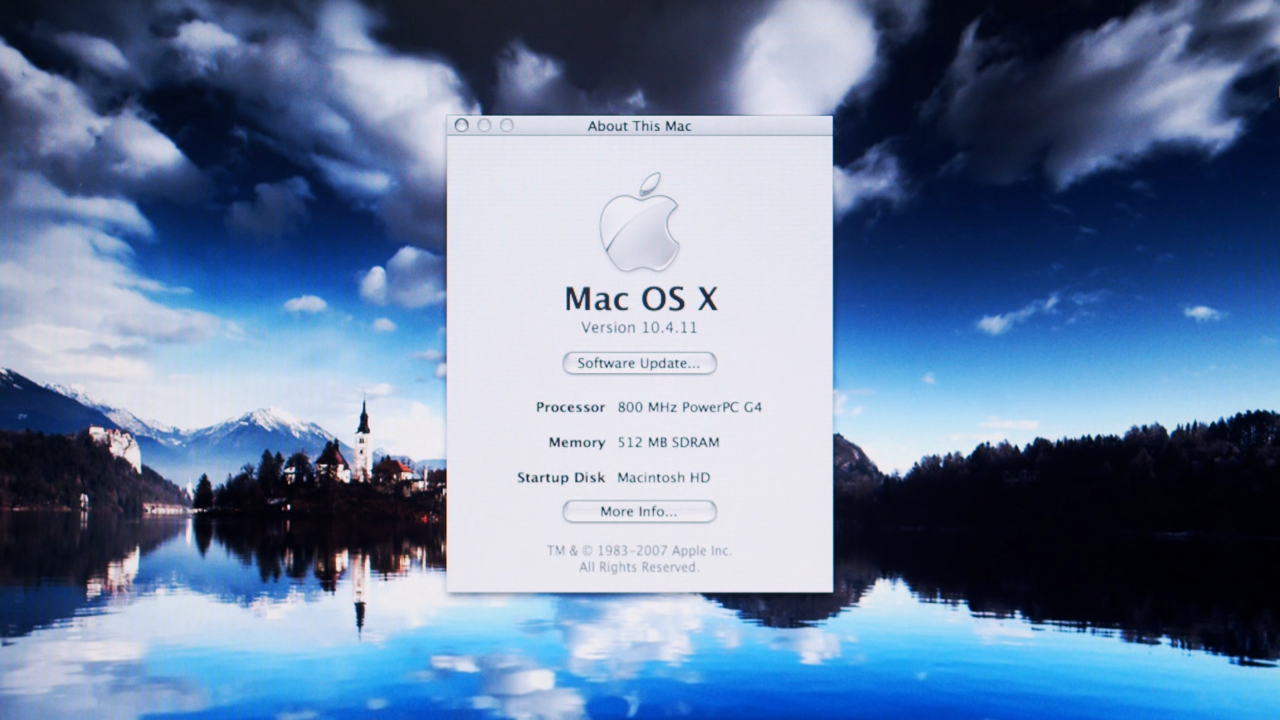 About This Mac
Mac OS X
Version 10.4.11
Software Update...
Processor 800 MHz PowerPC G4
Memory 512 MB SDRAM
Startup Disk Macintosh HD
More Info...
TM & © 1983-2007 Apple Inc.
All Rights Reserved.